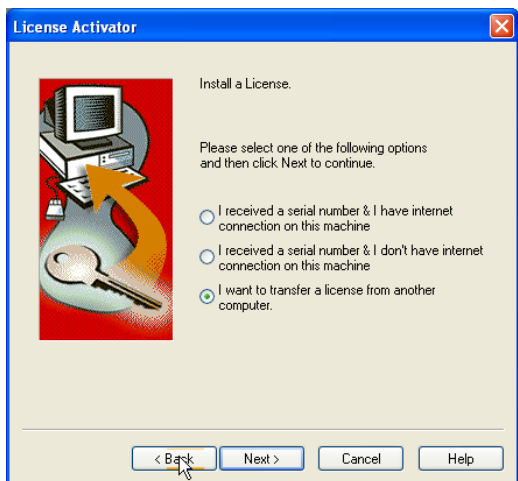 License Activator
Install a License.
Please select one of the following options
and then click Next to continue.
I received a serial number & I have internet
connection on this machine
I received a serial number & I don't have internet
connection on this machine
I want to transfer a license from another
computer.
< Back Next > Cancel Help